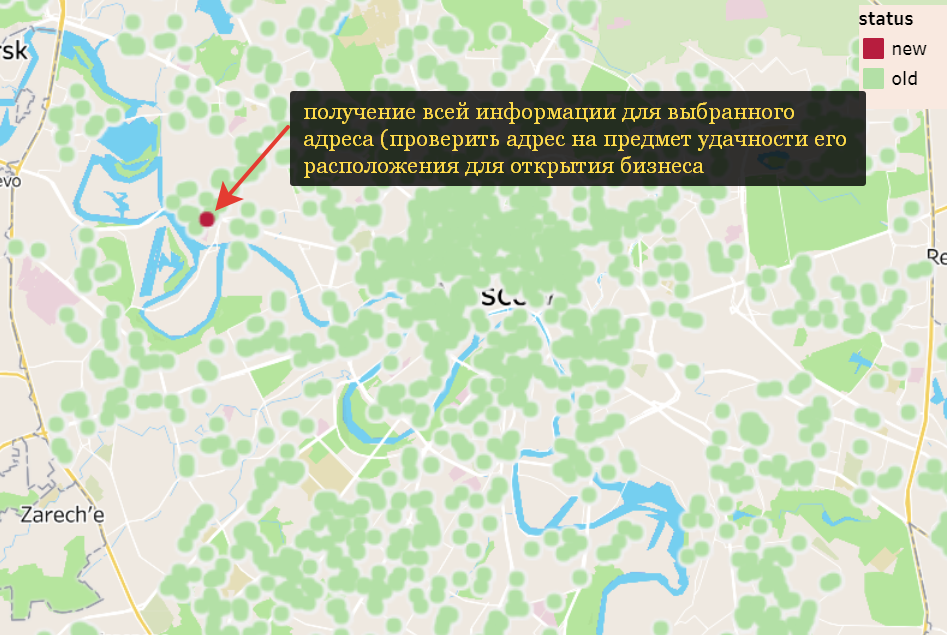 status
new
old
rsk
получение всей информации для выбранного
адреса (проверить адрес на предмет удачности его
расположения для открытия бизнеса
evo
Re
Zarech'e